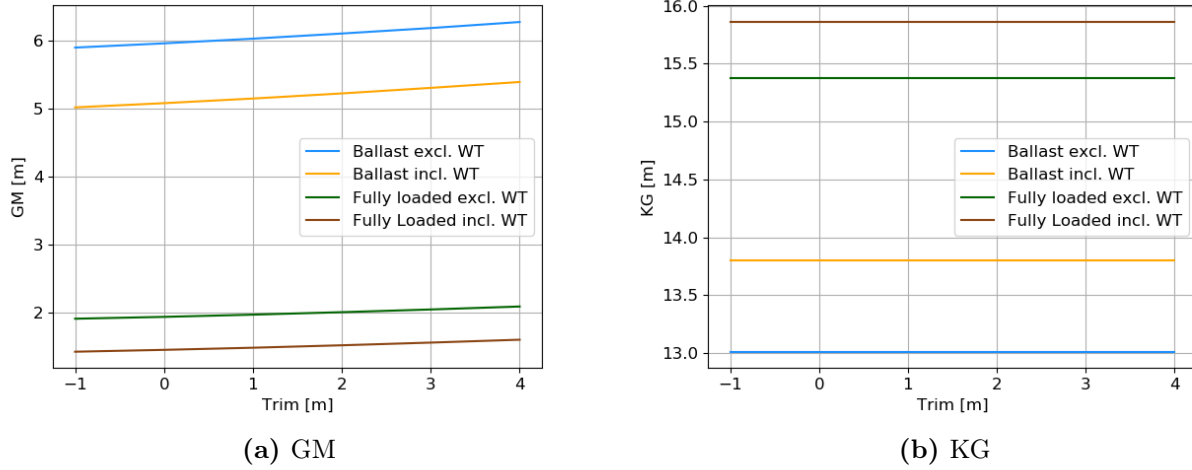 6
5
4
3
2
GM [m]
−1
0
1
2
3
4
Trim [m]
Ballast excl. WT
Ballast incl. WT
Fully loaded excl. WT
Fully Loaded incl. WT
(a) GM
16.0
15.5
15.0
14.5
14.0
13.5
13.0
KG [m]
−1
0
1
2
3
4
Trim [m]
Ballast excl. WT
Ballast incl. WT
Fully loaded excl. WT
Fully Loaded incl. WT
(b) KG